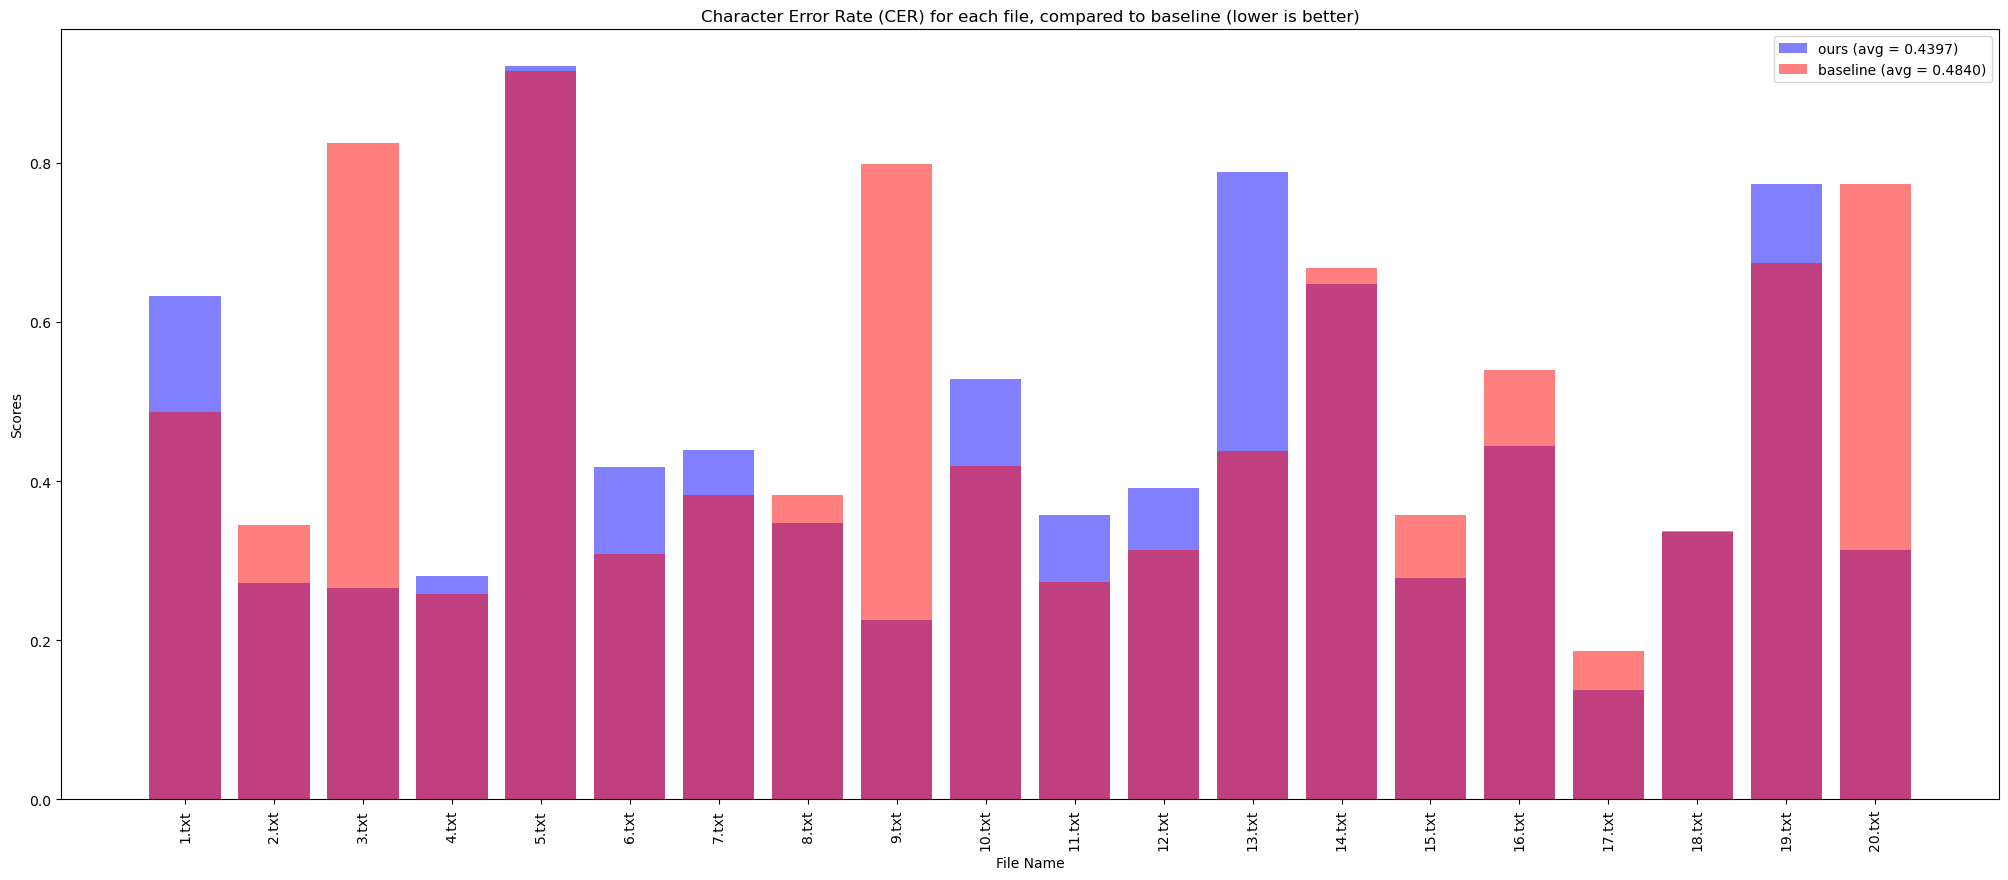 Character Error Rate (CER) for each file, compared to baseline (lower is better)
ours (avg = 0.4397)
baseline (avg = 0.4840)
Scores
0.8
0.6
0.4
0.2
0.0
1.txt
2.txt
3.txt
4.txt
5.txt
6.txt
7.txt
8.txt
9.txt
10.txt
11.txt
12.txt
13.txt
14.txt
15.txt
16.txt
17.txt
18.txt
19.txt
20.txt
File Name